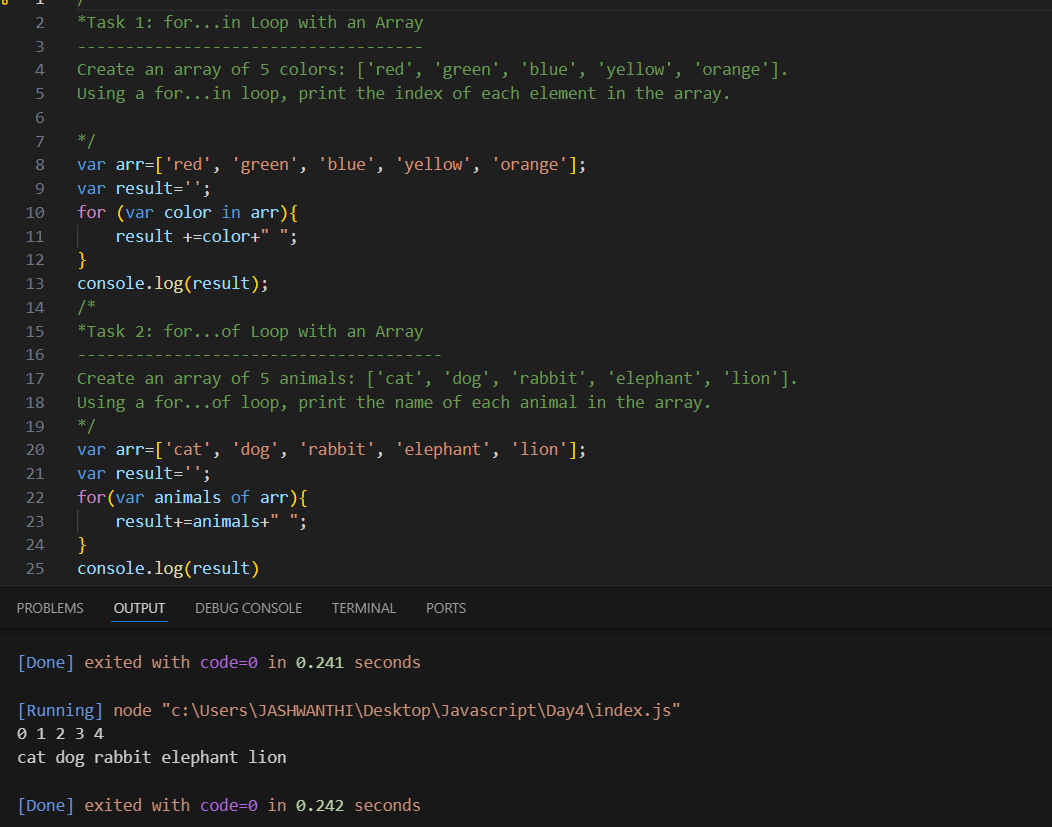 1 /
2 *Task 1: for...in Loop with an Array
3 ------------------------------------
4 Create an array of 5 colors: ['red', 'green', 'blue', 'yellow', 'orange'].
5 Using a for...in loop, print the index of each element in the array.
6
7 */
8 var arr=['red', 'green', 'blue', 'yellow', 'orange'];
9 var result='';
10 for (var color in arr){
11     result +=color+" ";
12 }
13 console.log(result);
14 /*
15 *Task 2: for...of Loop with an Array
16 --------------------------------------
17 Create an array of 5 animals: ['cat', 'dog', 'rabbit', 'elephant', 'lion'].
18 Using a for...of loop, print the name of each animal in the array.
19 */
20 var arr=['cat', 'dog', 'rabbit', 'elephant', 'lion'];
21 var result='';
22 for(var animals of arr){
23     result+=animals+" ";
24 }
25 console.log(result)
PROBLEMS OUTPUT DEBUG CONSOLE TERMINAL PORTS
[Done] exited with code=0 in 0.241 seconds
[Running] node "c:\Users\JASHWANTHI\Desktop\Javascript\Day4\index.js"
0 1 2 3 4
cat dog rabbit elephant lion
[Done] exited with code=0 in 0.242 seconds